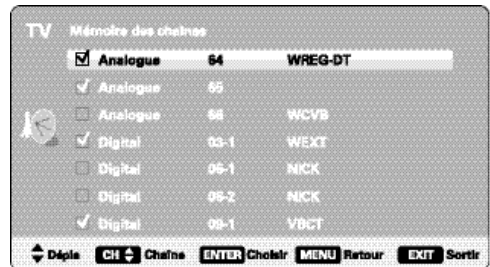 TV Mémoire des chaînes
Analogue 64 WREG-DT
Analogue 65
Analogue 66 WCVB
Digital 03-1 WEXT
Digital 06-1 NICK
Digital 06-2 NICK
Digital 09-1 VBCT
Dépla CH Chaîne ENTER Choisir MENU Retour EXIT Sortir